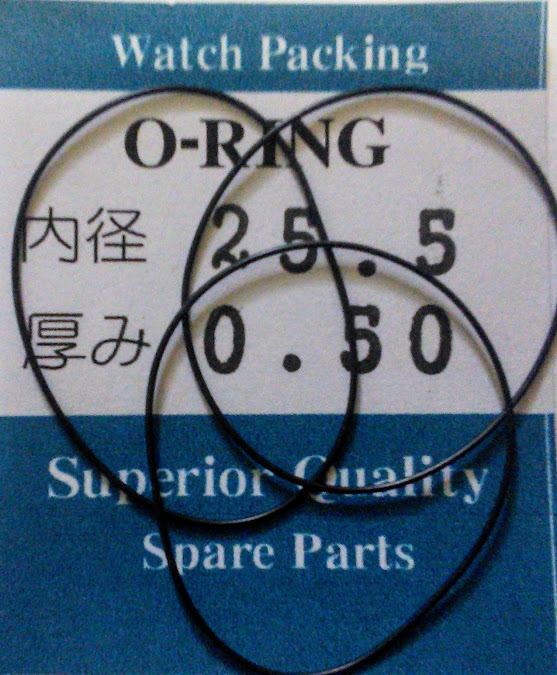 Watch Packing
O-RING
内径 25.5
厚み 0.50
Superior Quality
Spare Parts